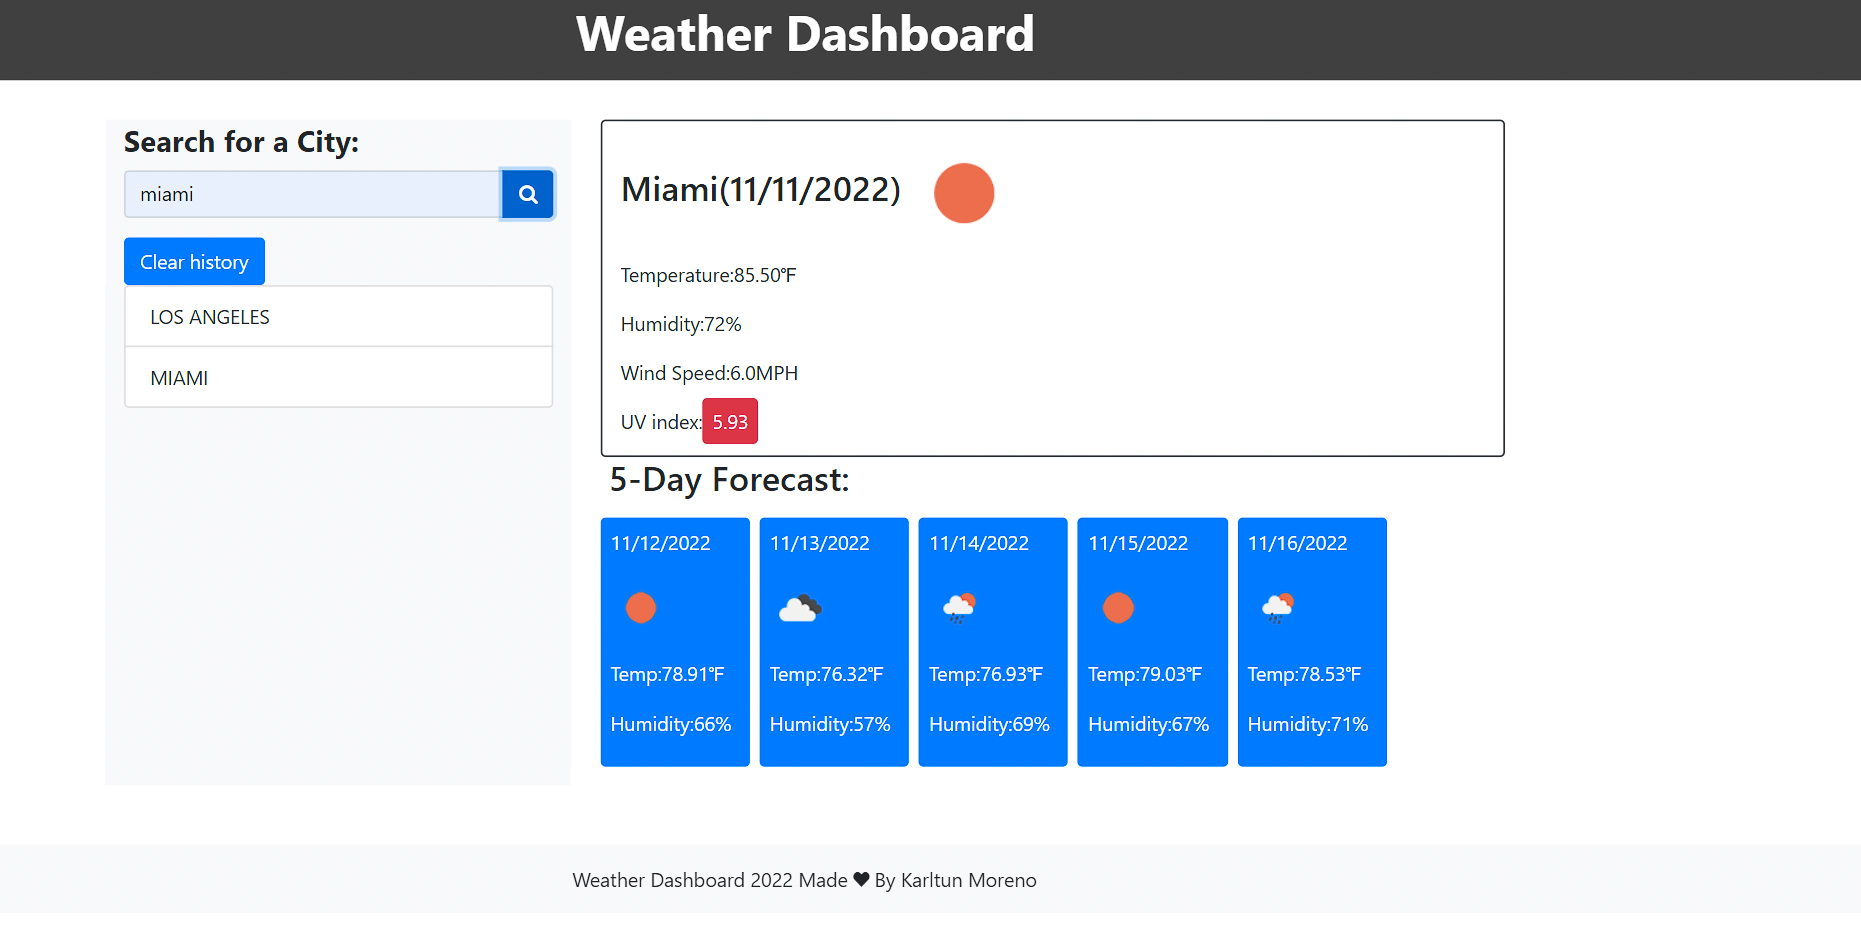 Weather Dashboard
Search for a City:
miami
Clear history
LOS ANGELES
MIAMI
Miami(11/11/2022)
Temperature:85.50°F
Humidity:72%
Wind Speed:6.0MPH
UV index:5.93
5-Day Forecast:
11/12/2022
Temp:78.91°F
Humidity:66%
11/13/2022
Temp:76.32°F
Humidity:57%
11/14/2022
Temp:76.93°F
Humidity:69%
11/15/2022
Temp:79.03°F
Humidity:67%
11/16/2022
Temp:78.53°F
Humidity:71%
Weather Dashboard 2022 Made ♥ By Karltun Moreno